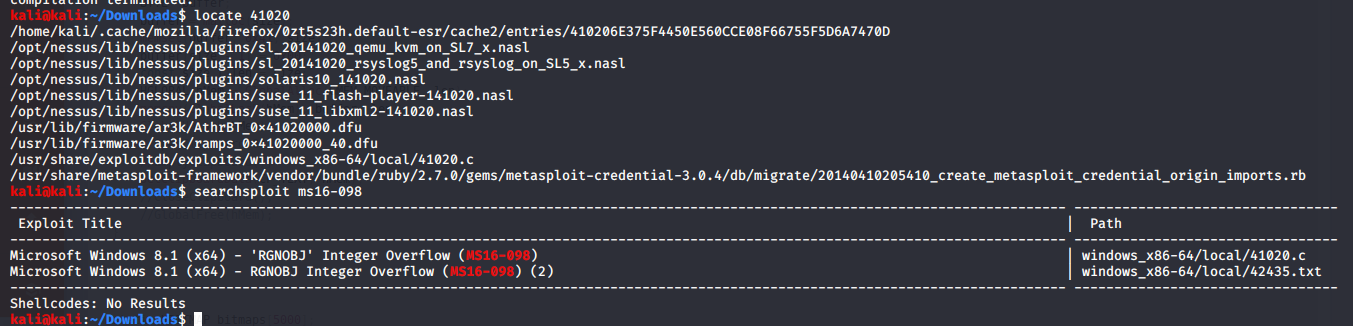 compilation terminated.
kali@kali:~/Downloads$ locate 41020
/home/kali/.cache/mozilla/firefox/0zt5s23h.default-esr/cache2/entries/410206E375F4450E560CCE08F66755F5D6A7470D
/opt/nessus/lib/nessus/plugins/sl_20141020_qemu_kvm_on_SL7_x.nasl
/opt/nessus/lib/nessus/plugins/sl_20141020_rsyslog5_and_rsyslog_on_SL5_x.nasl
/opt/nessus/lib/nessus/plugins/solaris10_141020.nasl
/opt/nessus/lib/nessus/plugins/suse_11_flash-player-141020.nasl
/opt/nessus/lib/nessus/plugins/suse_11_libxml2-141020.nasl
/usr/lib/firmware/ar3k/AthrBT_0×41020000.dfu
/usr/lib/firmware/ar3k/ramps_0×41020000_40.dfu
/usr/share/exploitdb/exploits/windows_x86-64/local/41020.c
/usr/share/metasploit-framework/vendor/bundle/ruby/2.7.0/gems/metasploit-credential-3.0.4/db/migrate/20140410205410_create_metasploit_credential_origin_imports.rb
kali@kali:~/Downloads$ searchsploit ms16-098
Exploit Title | Path
Microsoft Windows 8.1 (x64) - 'RGNOBJ' Integer Overflow (MS16-098) | windows_x86-64/local/41020.c
Microsoft Windows 8.1 (x64) - RGNOBJ Integer Overflow (MS16-098) (2) | windows_x86-64/local/42435.txt
Shellcodes: No Results
kali@kali:~/Downloads$